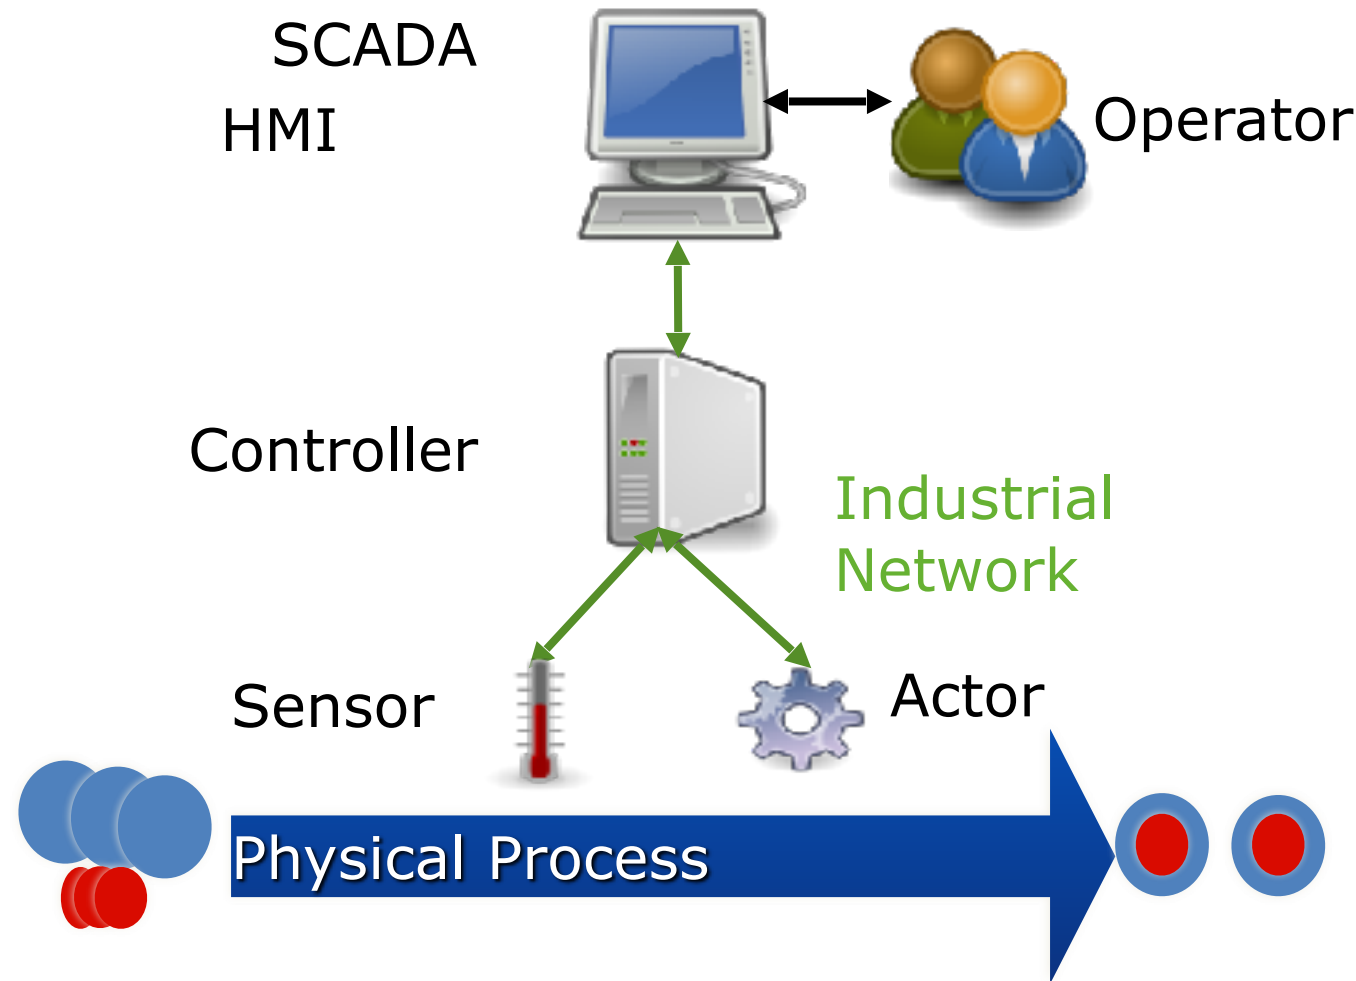 SCADA
HMI
Operator
Controller
Industrial
Network
Sensor
Actor
Physical Process